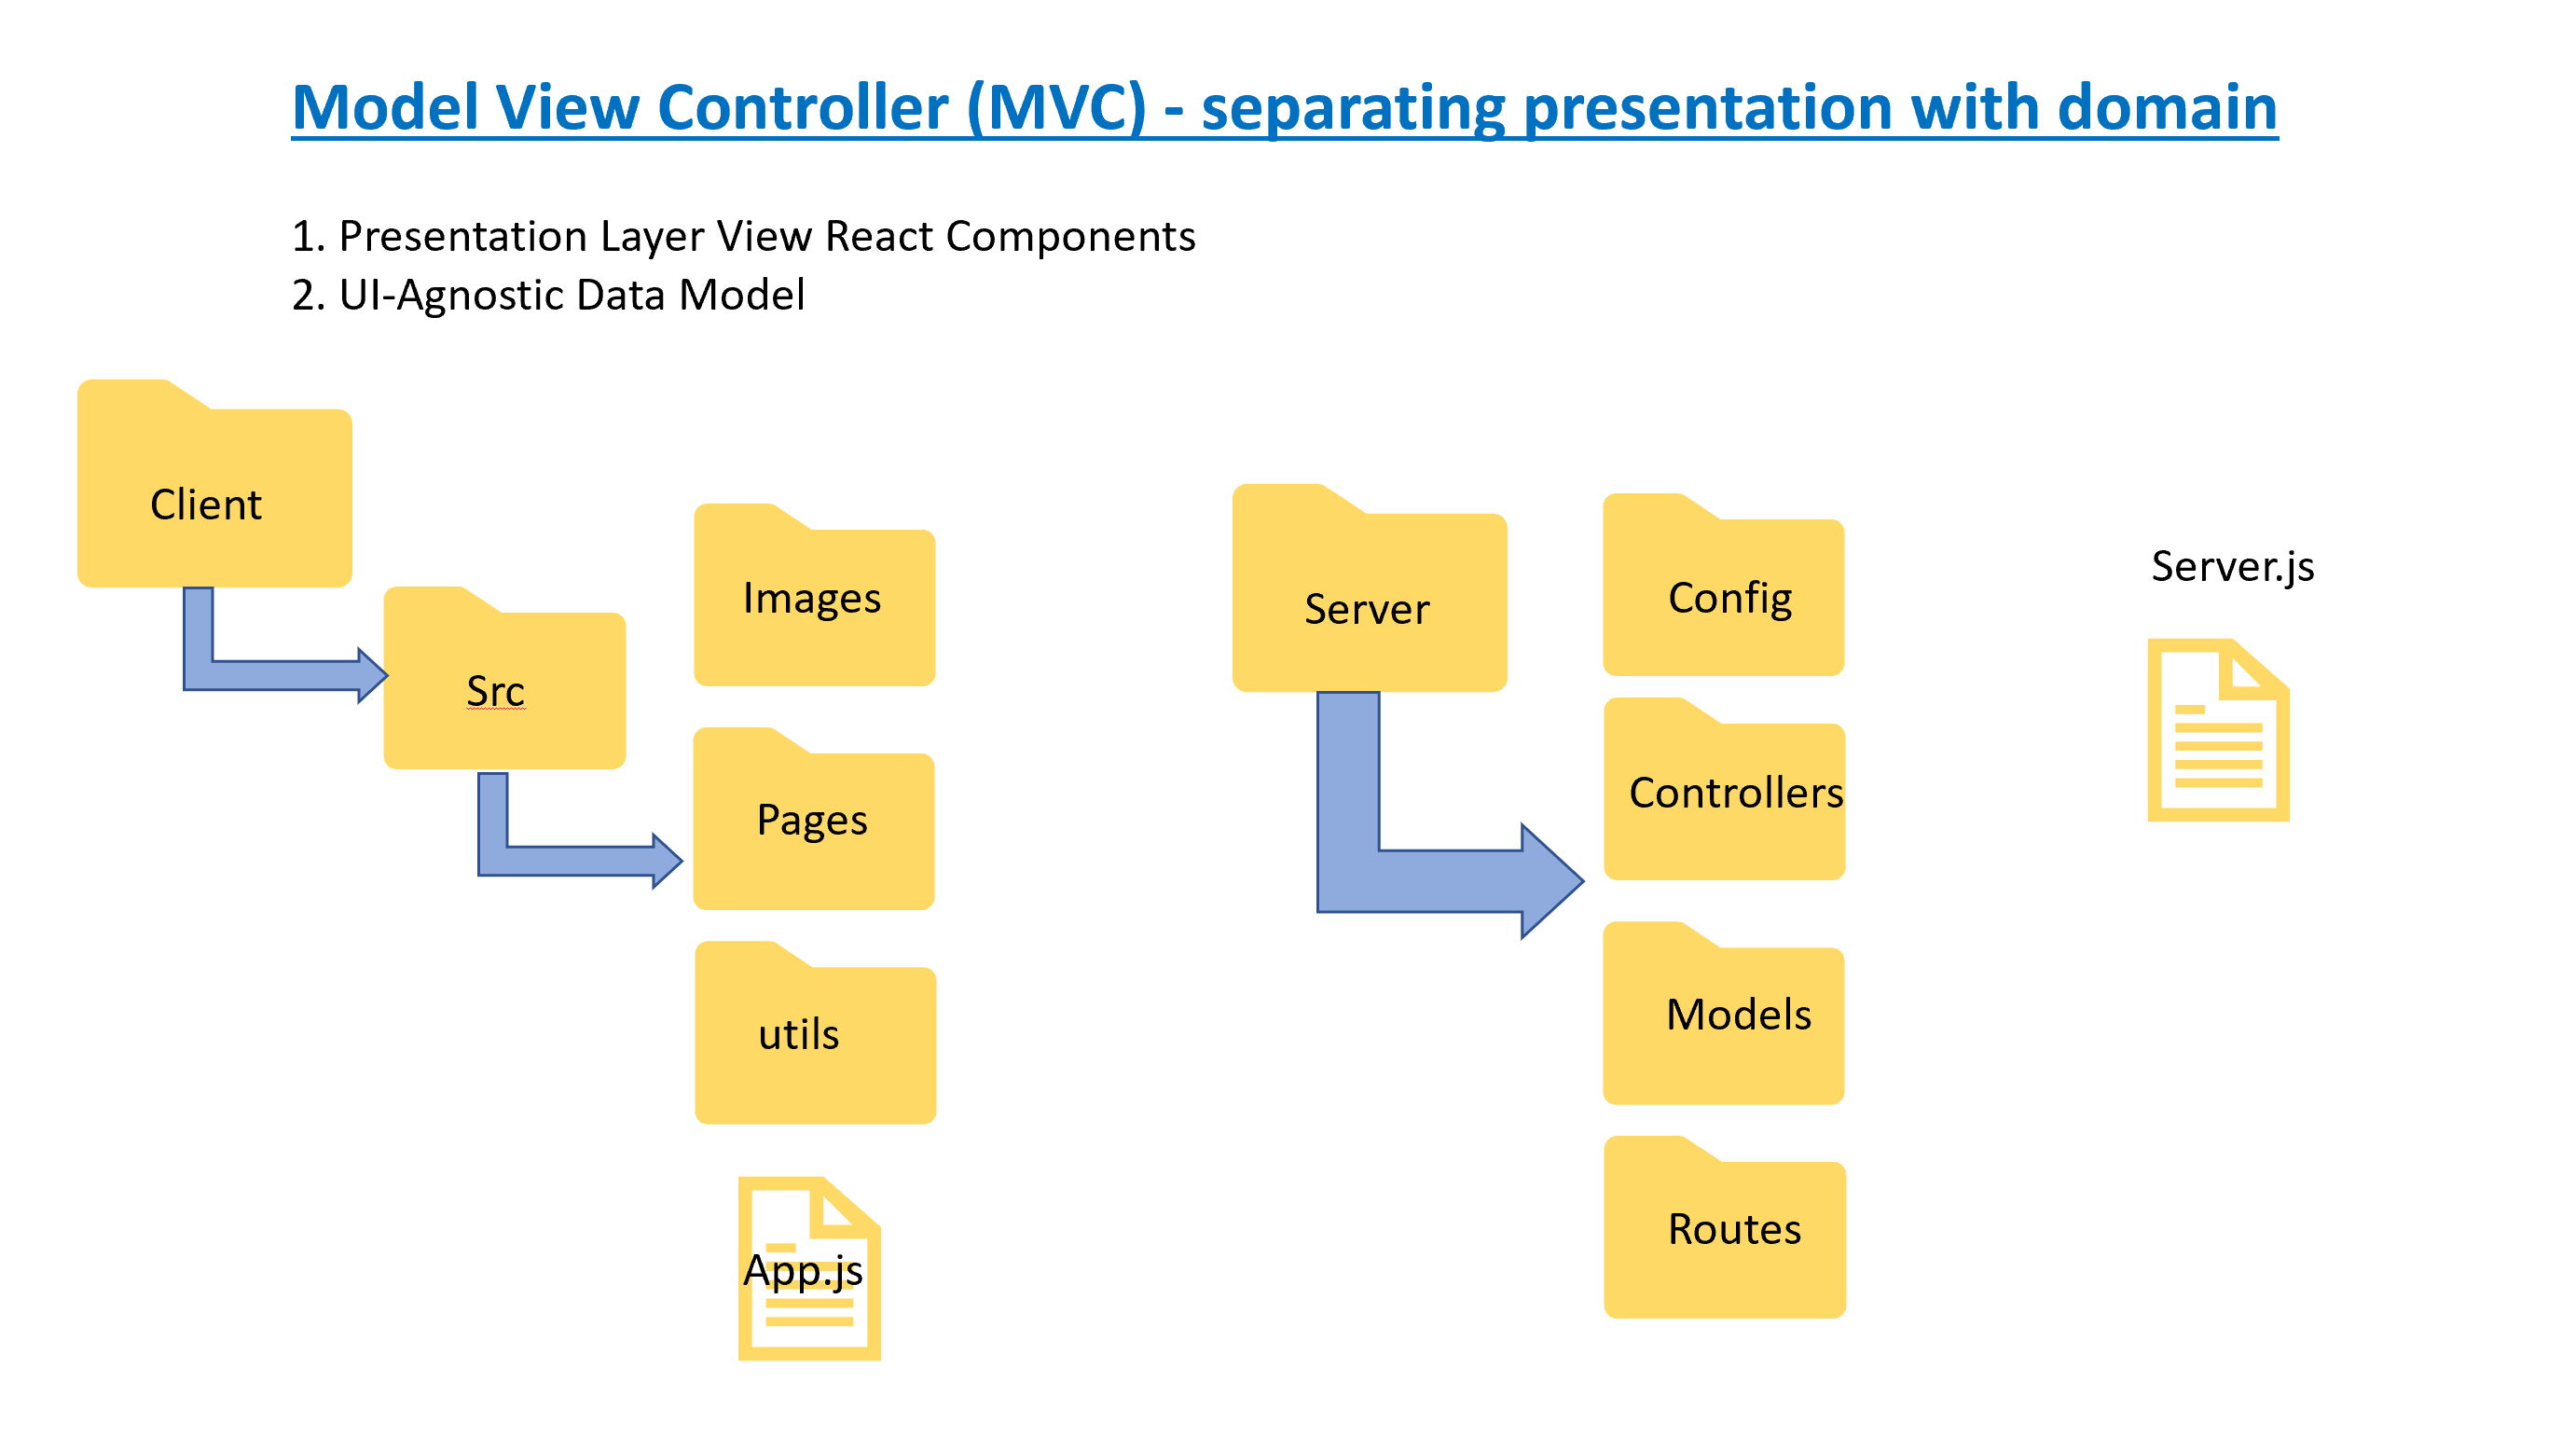 Model View Controller (MVC) - separating presentation with domain
1. Presentation Layer View React Components
2. UI-Agnostic Data Model
Client
Src
Images
Pages
utils
App.js
Server
Config
Controllers
Models
Routes
Server.js